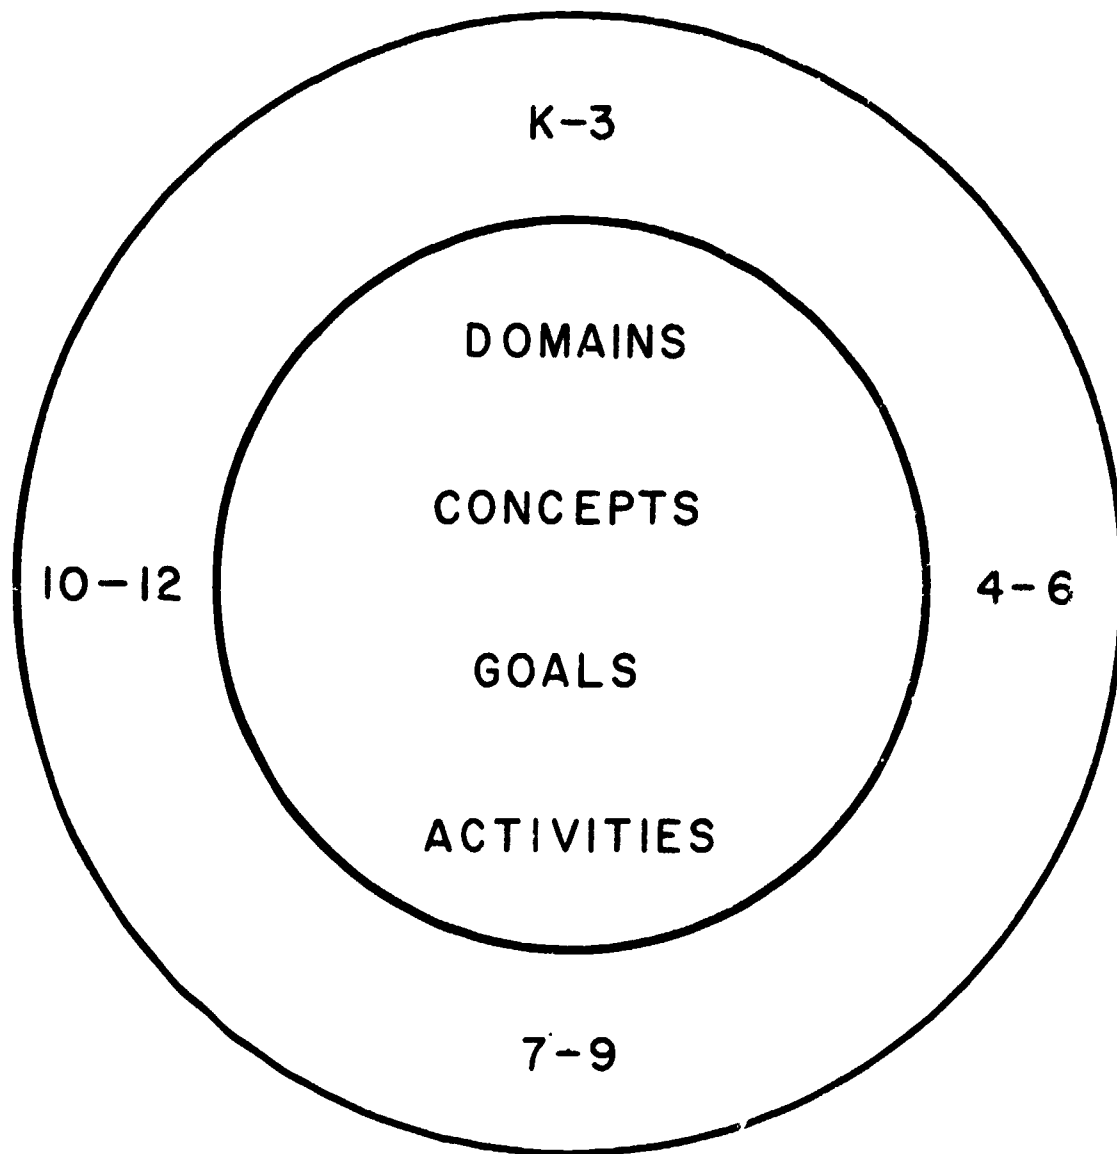 K-3
DOMAINS
CONCEPTS
10-12
4-6
GOALS
ACTIVITIES
7-9